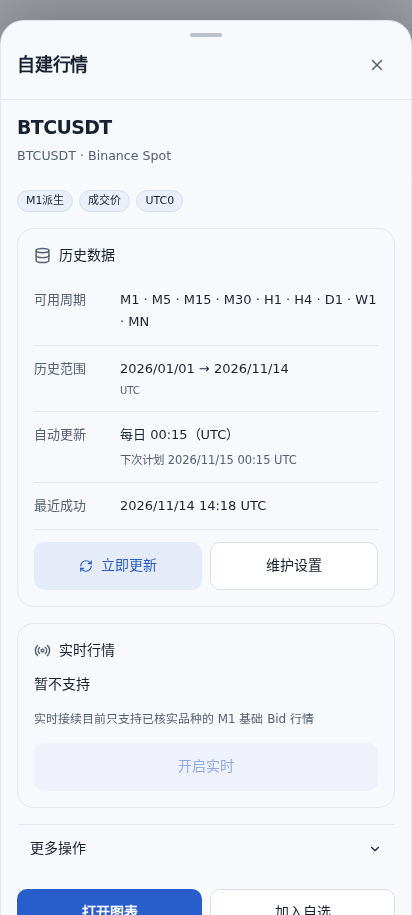 自建行情
BTCUSDT
BTCUSDT · Binance Spot
M1派生 成交价 UTC0
历史数据
可用周期 M1 · M5 · M15 · M30 · H1 · H4 · D1 · W1
· MN
历史范围 2026/01/01 → 2026/11/14
UTC
自动更新 每日 00:15（UTC）
下次计划 2026/11/15 00:15 UTC
最近成功 2026/11/14 14:18 UTC
立即更新 维护设置
实时行情
暂不支持
实时接续目前只支持已核实品种的 M1 基础 Bid 行情
开启实时
更多操作
打开图表 加入自选